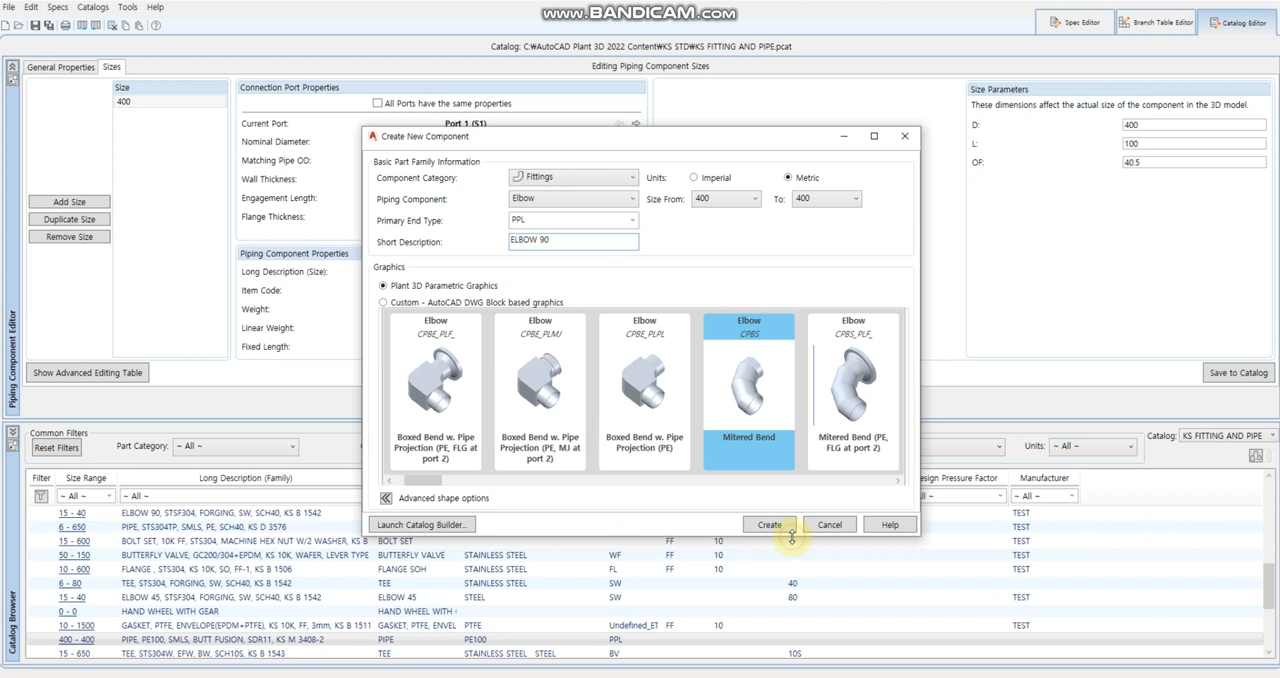 File Edit Specs Catalogs Tools Help
www.BANDICAM.com
Spec Editor Branch Table Editor Catalog Editor
Catalog: C:₩AutoCAD Plant 3D 2022 Content₩KS STD₩KS FITTING AND PIPE.pcat
General Properties Sizes
Editing Piping Component Sizes
Piping Component Editor
Size
400
Add Size
Duplicate Size
Remove Size
Show Advanced Editing Table
Connection Port Properties
All Ports have the same properties
Current Port: Port 1 (S1)
Nominal Diameter:
Matching Pipe OD:
Wall Thickness:
Engagement Length:
Flange Thickness:
Piping Component Properties
Long Description (Size):
Item Code:
Weight:
Linear Weight:
Fixed Length:
Size Parameters
These dimensions affect the actual size of the component in the 3D model.
D: 400
L: 100
OF: 40.5
Save to Catalog
Create New Component
Basic Part Family Information
Component Category: Fittings Units: Imperial Metric
Piping Component: Elbow Size From: 400 To: 400
Primary End Type: PPL
Short Description: ELBOW 90
Graphics
Plant 3D Parametric Graphics
Custom - AutoCAD DWG Block based graphics
Elbow
CPBE_PLF_
Boxed Bend w. Pipe
Projection (PE, FLG at
port 2)
Elbow
CPBE_PLMJ
Boxed Bend w. Pipe
Projection (PE, MJ at
port 2)
Elbow
CPBE_PLPL
Boxed Bend w. Pipe
Projection (PE)
Elbow
CPBS
Mitered Bend
Elbow
CPBS_PLF_
Mitered Bend (PE,
FLG at port 2)
Advanced shape options
Launch Catalog Builder... Create Cancel Help
Catalog Browser
Common Filters
Reset Filters Part Category: ~ All ~ Units: ~ All ~ Catalog: KS FITTING AND PIPE
Filter Size Range Long Description (Family) Design Pressure Factor Manufacturer
~ All ~ ~ All ~ ~ All ~ ~ All ~
15 - 40 ELBOW 90, STSF304, FORGING, SW, SCH40, KS B 1542 TEST
6 - 650 PIPE, STS304TP, SMLS, PE, SCH40, KS D 3576 TEST
15 - 600 BOLT SET, 10K FF, STS304, MACHINE HEX NUT W/2 WASHER, KS B BOLT SET FF 10 TEST
50 - 150 BUTTERFLY VALVE, GC200/304+EPDM, KS 10K, WAFER, LEVER TYPE BUTTERFLY VALVE STAINLESS STEEL WF FF 10 TEST
10 - 600 FLANGE , STS304, KS 10K, SO, FF-1, KS B 1506 FLANGE SOH STAINLESS STEEL FL FF 10 TEST
6 - 80 TEE, STS304, FORGING, SW, SCH40, KS B 1542 TEE STAINLESS STEEL SW 40
15 - 40 ELBOW 45, STSF304, FORGING, SW, SCH40, KS B 1542 ELBOW 45 STEEL SW 80 TEST
0 - 0 HAND WHEEL WITH GEAR HAND WHEEL WITH
10 - 1500 GASKET, PTFE, ENVELOPE(EPDM+PTFE), KS 10K, FF, 3mm, KS B 1511 GASKET, PTFE, ENVEL PTFE Undefined_ET FF 10 TEST
400 - 400 PIPE, PE100, SMLS, BUTT FUSION, SDR11, KS M 3408-2 PIPE PE100 PPL
15 - 650 TEE, STS304W, EFW, BW, SCH10S, KS B 1543 TEE STAINLESS STEEL STEEL BV 10S